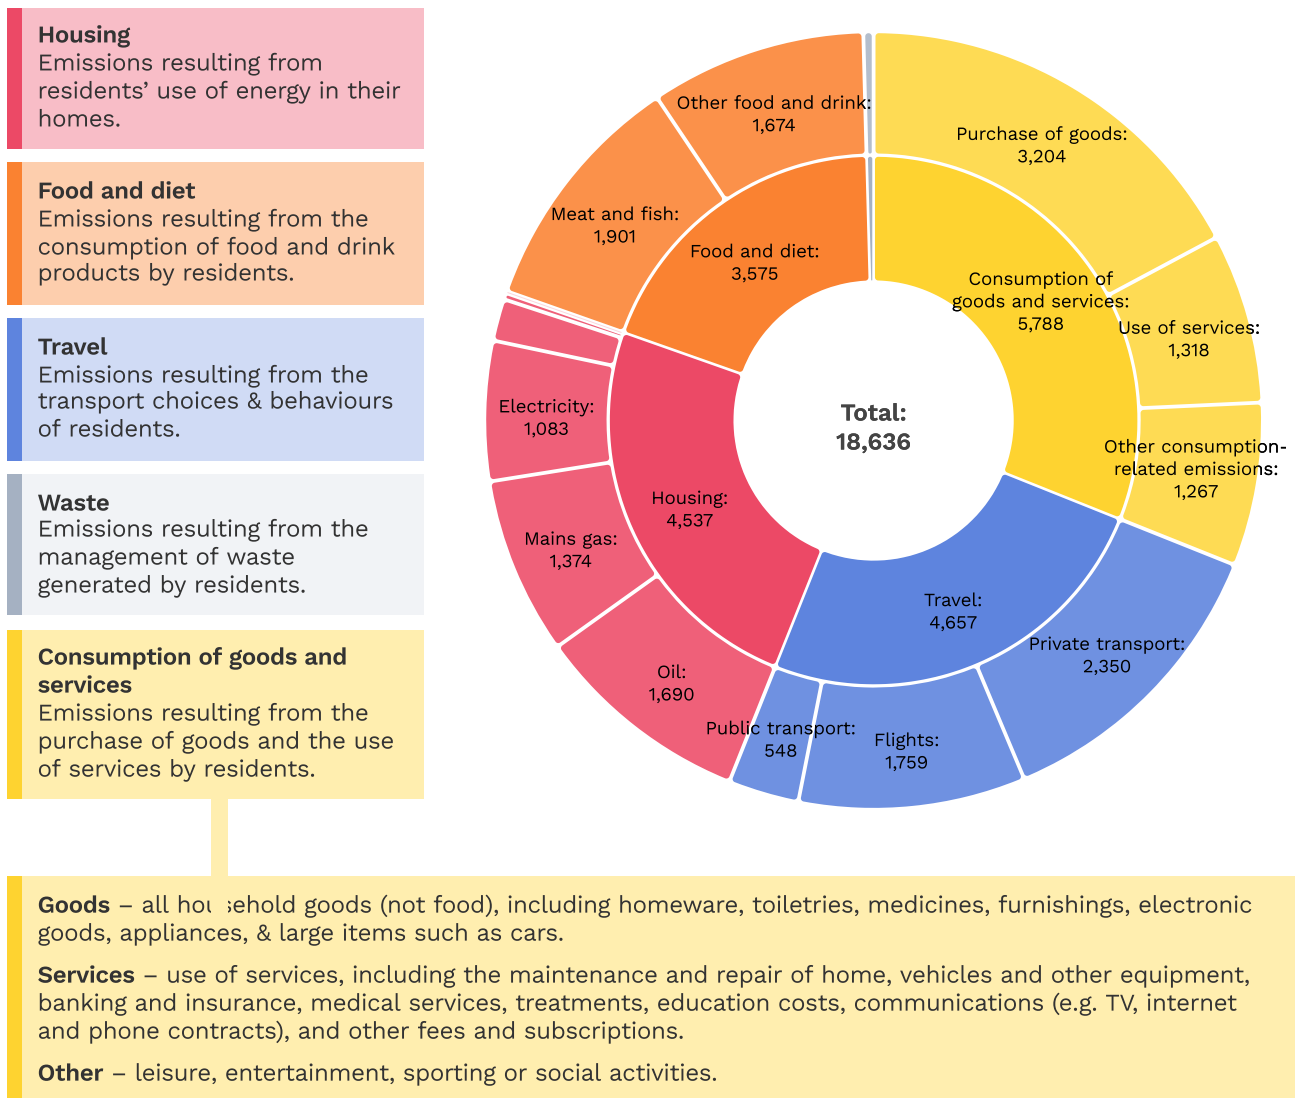 Housing
Emissions resulting from
residents’ use of energy in their
homes.
Food and diet
Emissions resulting from the
consumption of food and drink
products by residents.
Travel
Emissions resulting from the
transport choices & behaviours
of residents.
Waste
Emissions resulting from the
management of waste
generated by residents.
Consumption of goods and
services
Emissions resulting from the
purchase of goods and the use
of services by residents.
Other food and drink:
1,674
Purchase of goods:
3,204
Meat and fish:
1,901
Food and diet:
3,575
Consumption of
goods and services:
5,788
Use of services:
1,318
Electricity:
1,083
Total:
18,636
Other consumption-
related emissions:
1,267
Housing:
4,537
Mains gas:
1,374
Travel:
4,657
Private transport:
2,350
Oil:
1,690
Public transport:
548
Flights:
1,759
Goods – all household goods (not food), including homeware, toiletries, medicines, furnishings, electronic
goods, appliances, & large items such as cars.
Services – use of services, including the maintenance and repair of home, vehicles and other equipment,
banking and insurance, medical services, treatments, education costs, communications (e.g. TV, internet
and phone contracts), and other fees and subscriptions.
Other – leisure, entertainment, sporting or social activities.